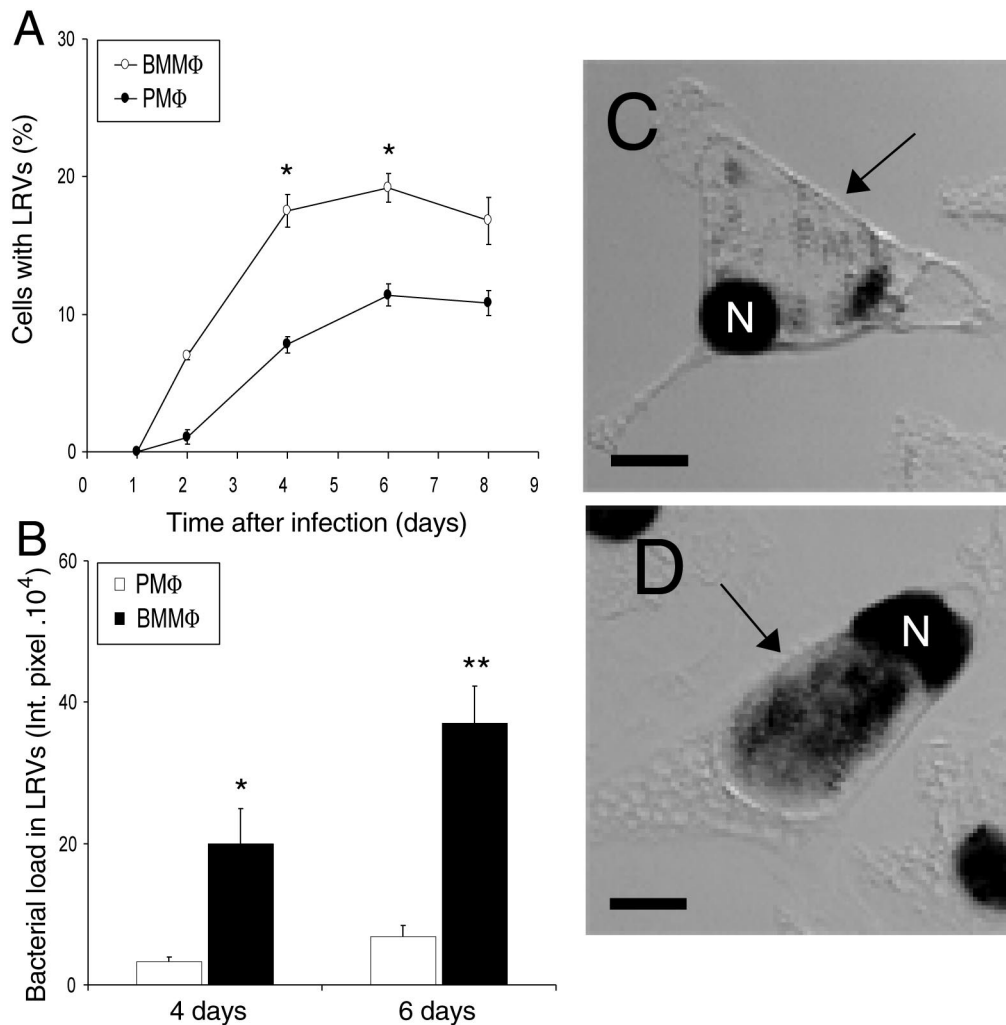 A
30
20
10
0
Cells with LRVs (%)
BMMΦ
PMΦ
*
*
0 1 2 3 4 5 6 7 8 9
Time after infection (days)
B
60
40
20
0
Bacterial load in LRVs (Int. pixel .10⁴)
PMΦ
BMMΦ
*
**
4 days
6 days
C
N
D
N